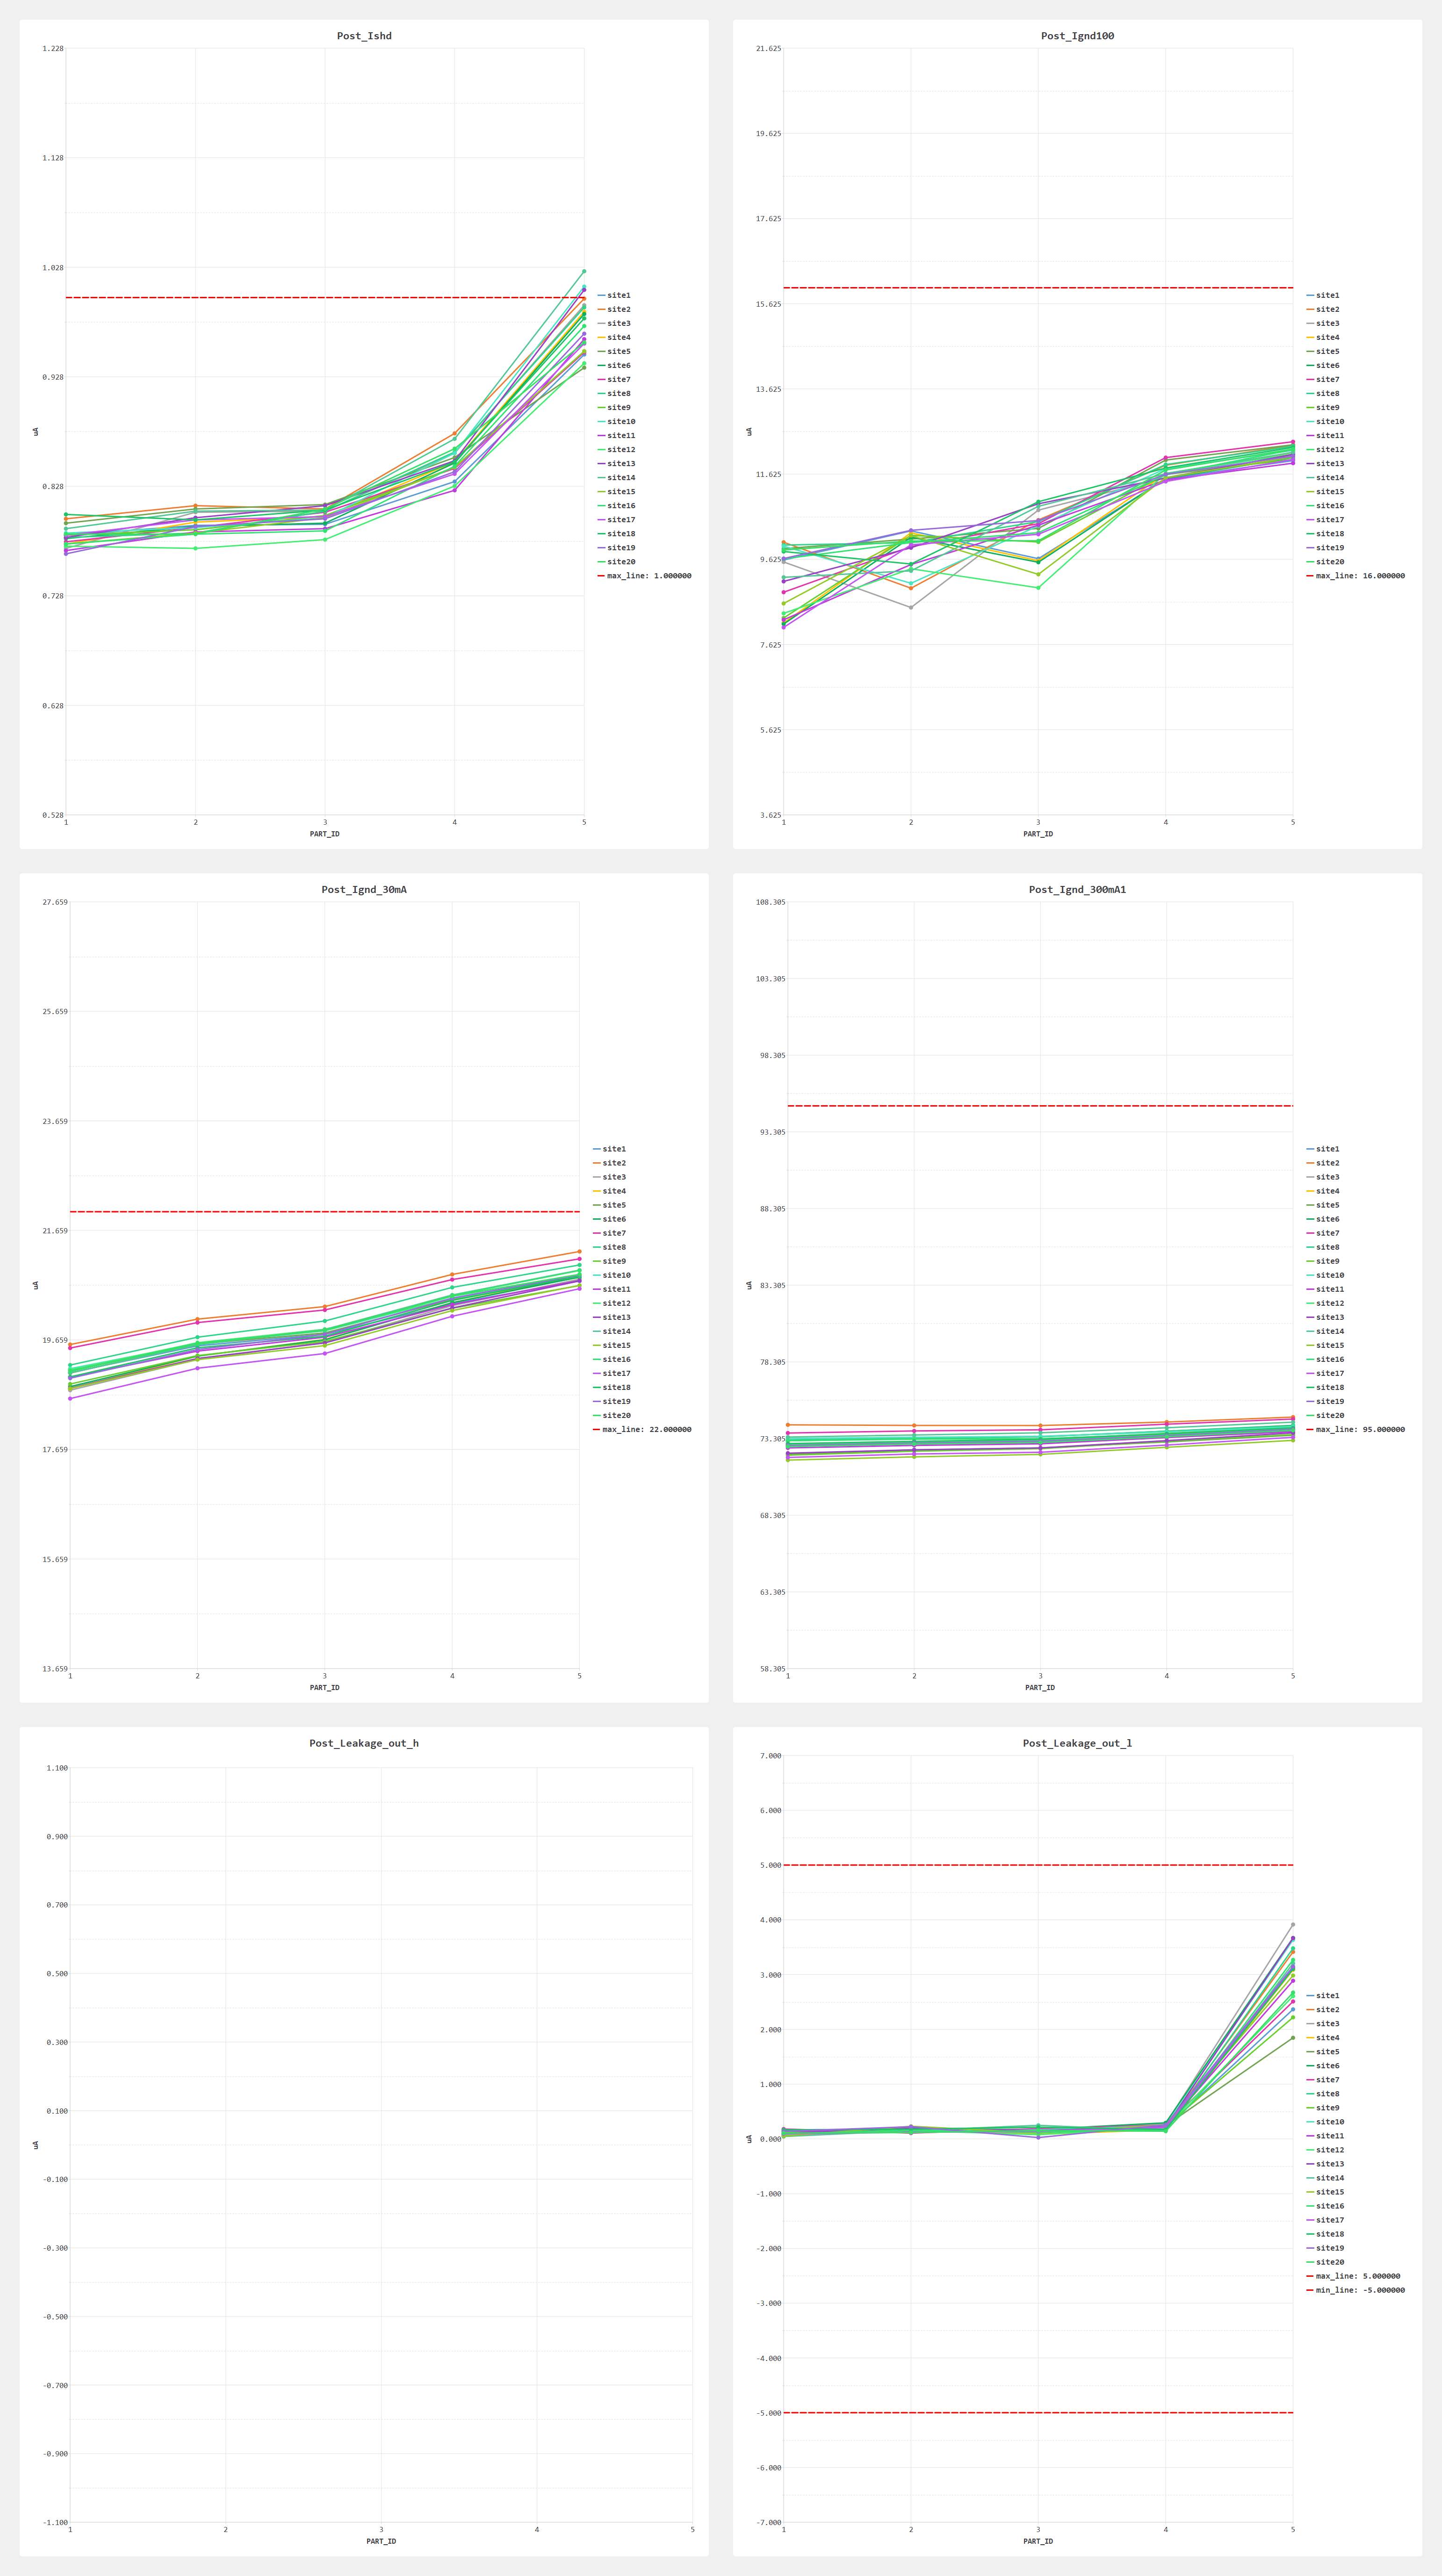 Post_Ishd
1.228
1.128
1.028
0.928
0.828
0.728
0.628
0.528
uA
1 2 3 4 5
PART_ID
site1
site2
site3
site4
site5
site6
site7
site8
site9
site10
site11
site12
site13
site14
site15
site16
site17
site18
site19
site20
max_line: 1.000000
Post_Ignd100
21.625
19.625
17.625
15.625
13.625
11.625
9.625
7.625
5.625
3.625
uA
1 2 3 4 5
PART_ID
site1
site2
site3
site4
site5
site6
site7
site8
site9
site10
site11
site12
site13
site14
site15
site16
site17
site18
site19
site20
max_line: 16.000000
Post_Ignd_30mA
27.659
25.659
23.659
21.659
19.659
17.659
15.659
13.659
uA
1 2 3 4 5
PART_ID
site1
site2
site3
site4
site5
site6
site7
site8
site9
site10
site11
site12
site13
site14
site15
site16
site17
site18
site19
site20
max_line: 22.000000
Post_Ignd_300mA1
108.305
103.305
98.305
93.305
88.305
83.305
78.305
73.305
68.305
63.305
58.305
uA
1 2 3 4 5
PART_ID
site1
site2
site3
site4
site5
site6
site7
site8
site9
site10
site11
site12
site13
site14
site15
site16
site17
site18
site19
site20
max_line: 95.000000
Post_Leakage_out_h
1.100
0.900
0.700
0.500
0.300
0.100
-0.100
-0.300
-0.500
-0.700
-0.900
-1.100
uA
1 2 3 4 5
PART_ID
Post_Leakage_out_l
7.000
6.000
5.000
4.000
3.000
2.000
1.000
0.000
-1.000
-2.000
-3.000
-4.000
-5.000
-6.000
-7.000
uA
1 2 3 4 5
PART_ID
site1
site2
site3
site4
site5
site6
site7
site8
site9
site10
site11
site12
site13
site14
site15
site16
site17
site18
site19
site20
max_line: 5.000000
min_line: -5.000000